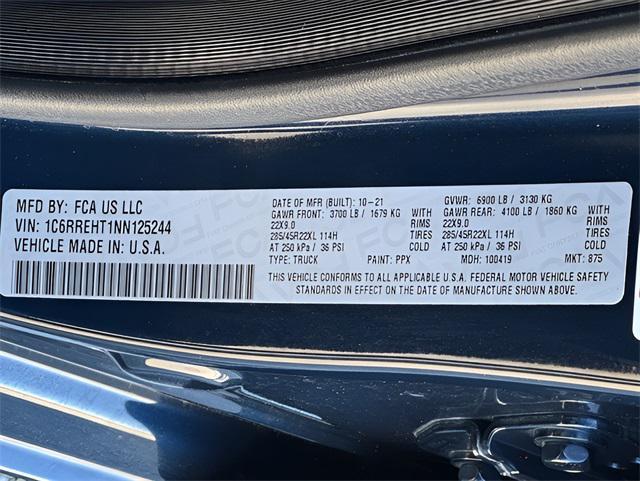 MFD BY: FCA US LLC
VIN: 1C6RREHT1NN125244
VEHICLE MADE IN: U.S.A.
DATE OF MFR (BUILT): 10-21 GVWR: 6900 LB / 3130 KG
GAWR FRONT: 3700 LB / 1679 KG WITH GAWR REAR: 4100 LB / 1860 KG WITH
22X9.0 RIMS 22X9.0 RIMS
285/45R22XL 114H TIRES 285/45R22XL 114H TIRES
AT 250 kPa / 36 PSI COLD AT 250 kPa / 36 PSI COLD
TYPE: TRUCK PAINT: PPX MDH: 100419 MKT: 875
THIS VEHICLE CONFORMS TO ALL APPLICABLE U.S.A. FEDERAL MOTOR VEHICLE SAFETY
STANDARDS IN EFFECT ON THE DATE OF MANUFACTURE SHOWN ABOVE.